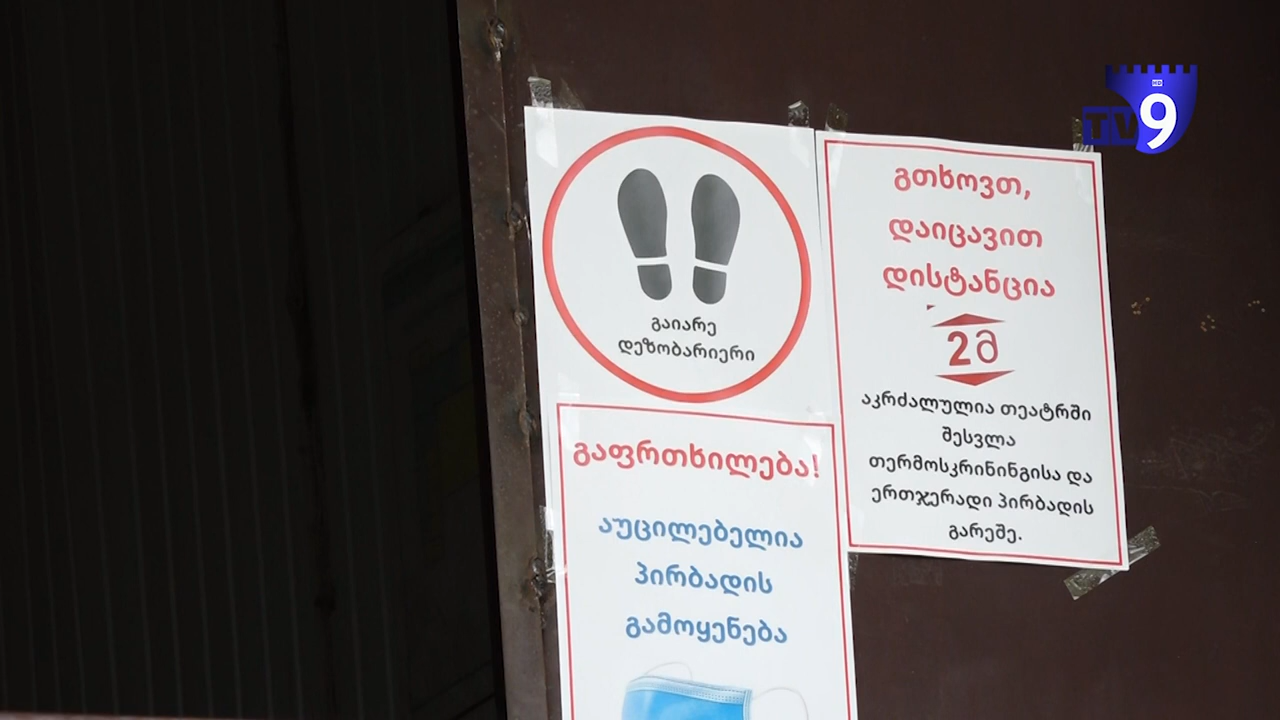 HD
TV9
გაიარე
დეზობარიერი
გაფრთხილება!
აუცილებელია
პირბადის
გამოყენება
გთხოვთ,
დაიცავით
დისტანცია
2მ
აკრძალულია თეატრში
შესვლა
თერმოსკრინინგისა და
ერთჯერადი პირბადის
გარეშე.